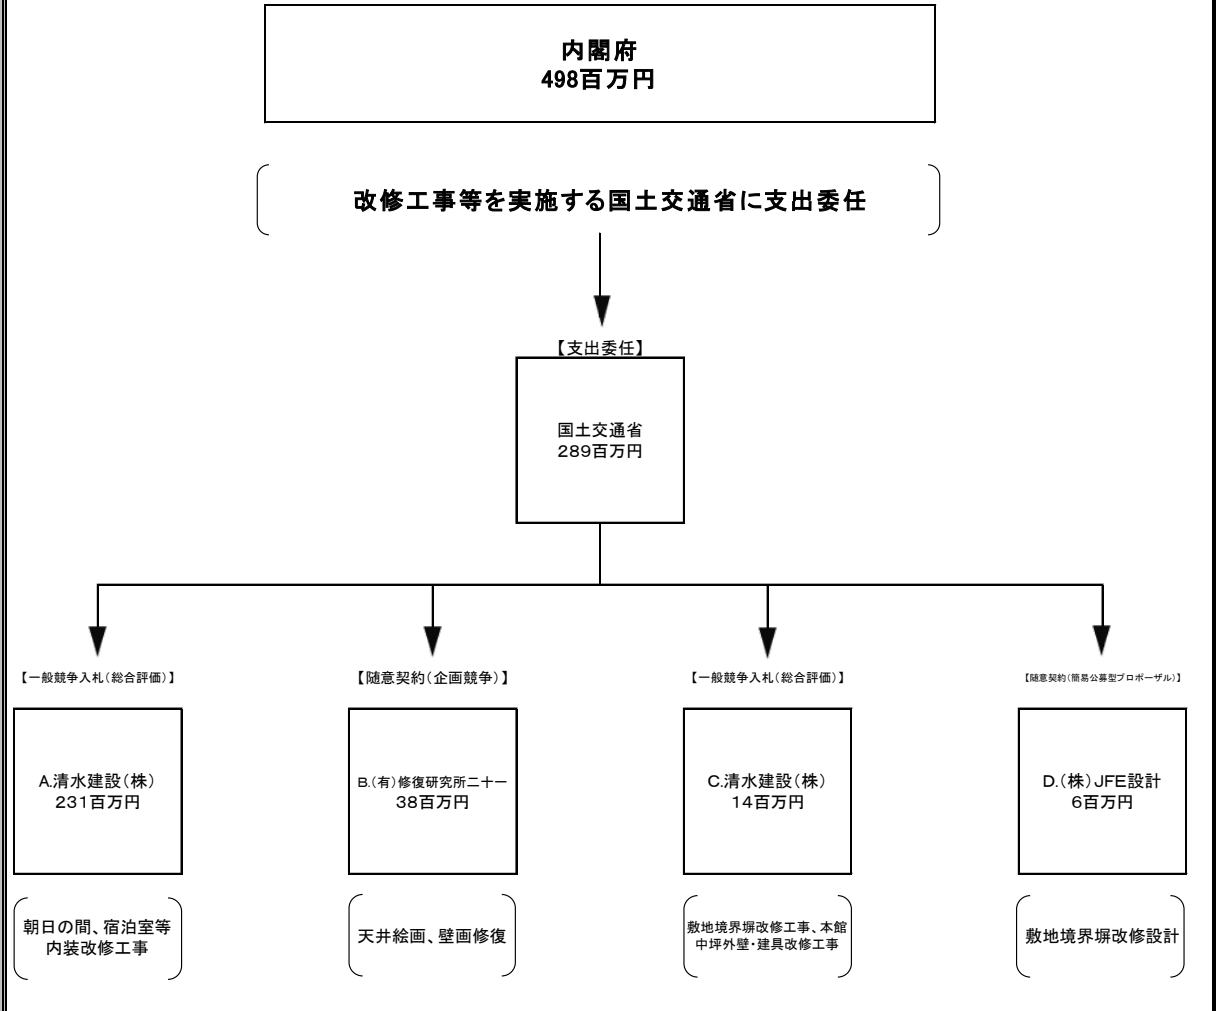 内閣府
498百万円
改修工事等を実施する国土交通省に支出委任
【支出委任】
国土交通省
289百万円
【一般競争入札（総合評価）】
A.清水建設（株）
231百万円
朝日の間、宿泊室等
内装改修工事
【随意契約（企画競争）】
B.（有）修復研究所二十一
38百万円
天井絵画、壁画修復
【一般競争入札（総合評価）】
C.清水建設（株）
14百万円
敷地境界塀改修工事、本館
中坪外壁・建具改修工事
【随意契約（簡易公募型プロポーザル）】
D.（株）JFE設計
6百万円
敷地境界塀改修設計